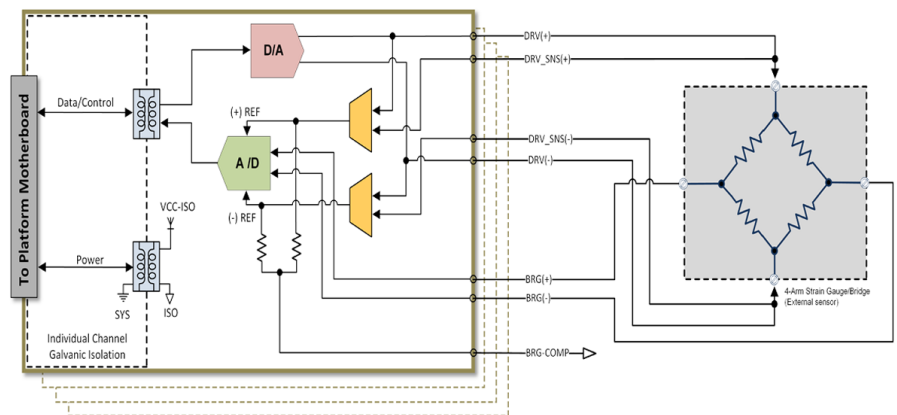 To Platform Motherboard
Data/Control
D/A
(+) REF
A /D
(-) REF
VCC-ISO
Power
SYS
ISO
Individual Channel
Galvanic Isolation
DRV(+)
DRV_SNS(+)
DRV_SNS(-)
DRV(-)
BRG(+)
BRG(-)
BRG-COMP
4-Arm Strain Gauge/Bridge
(External sensor)